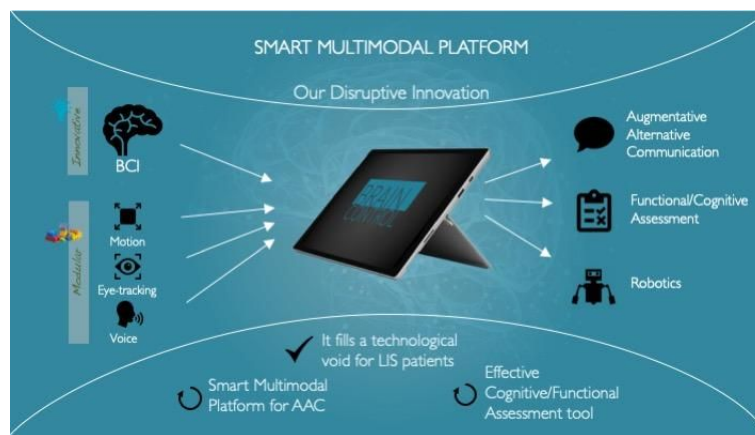 SMART MULTIMODAL PLATFORM
Our Disruptive Innovation
Innovative
BCI
Modular
Motion
Eye-tracking
Voice
BRAIN
CONTROL
Augmentative
Alternative
Communication
Functional/Cognitive
Assessment
Robotics
It fills a technological
void for LIS patients
Smart Multimodal
Platform for AAC
Effective
Cognitive/Functional
Assessment tool